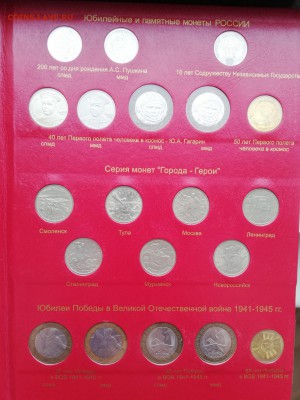 Юбилейные и памятные монеты РОССИИ
200 лет со дня рождения А.С. Пушкина
спмд ммд
10 лет Содружеству Независимых Государств
40 лет Первого полета человека в космос - Ю.А. Гагарин
спмд ммд спмд ммд
50 лет Первого полета человека в космос
Серия монет "Города - Герои"
Смоленск Тула Москва Ленинград
Сталинград Мурманск Новороссийск
Юбилеи Победы в Великой Отечественной войне 1941-1945 гг.